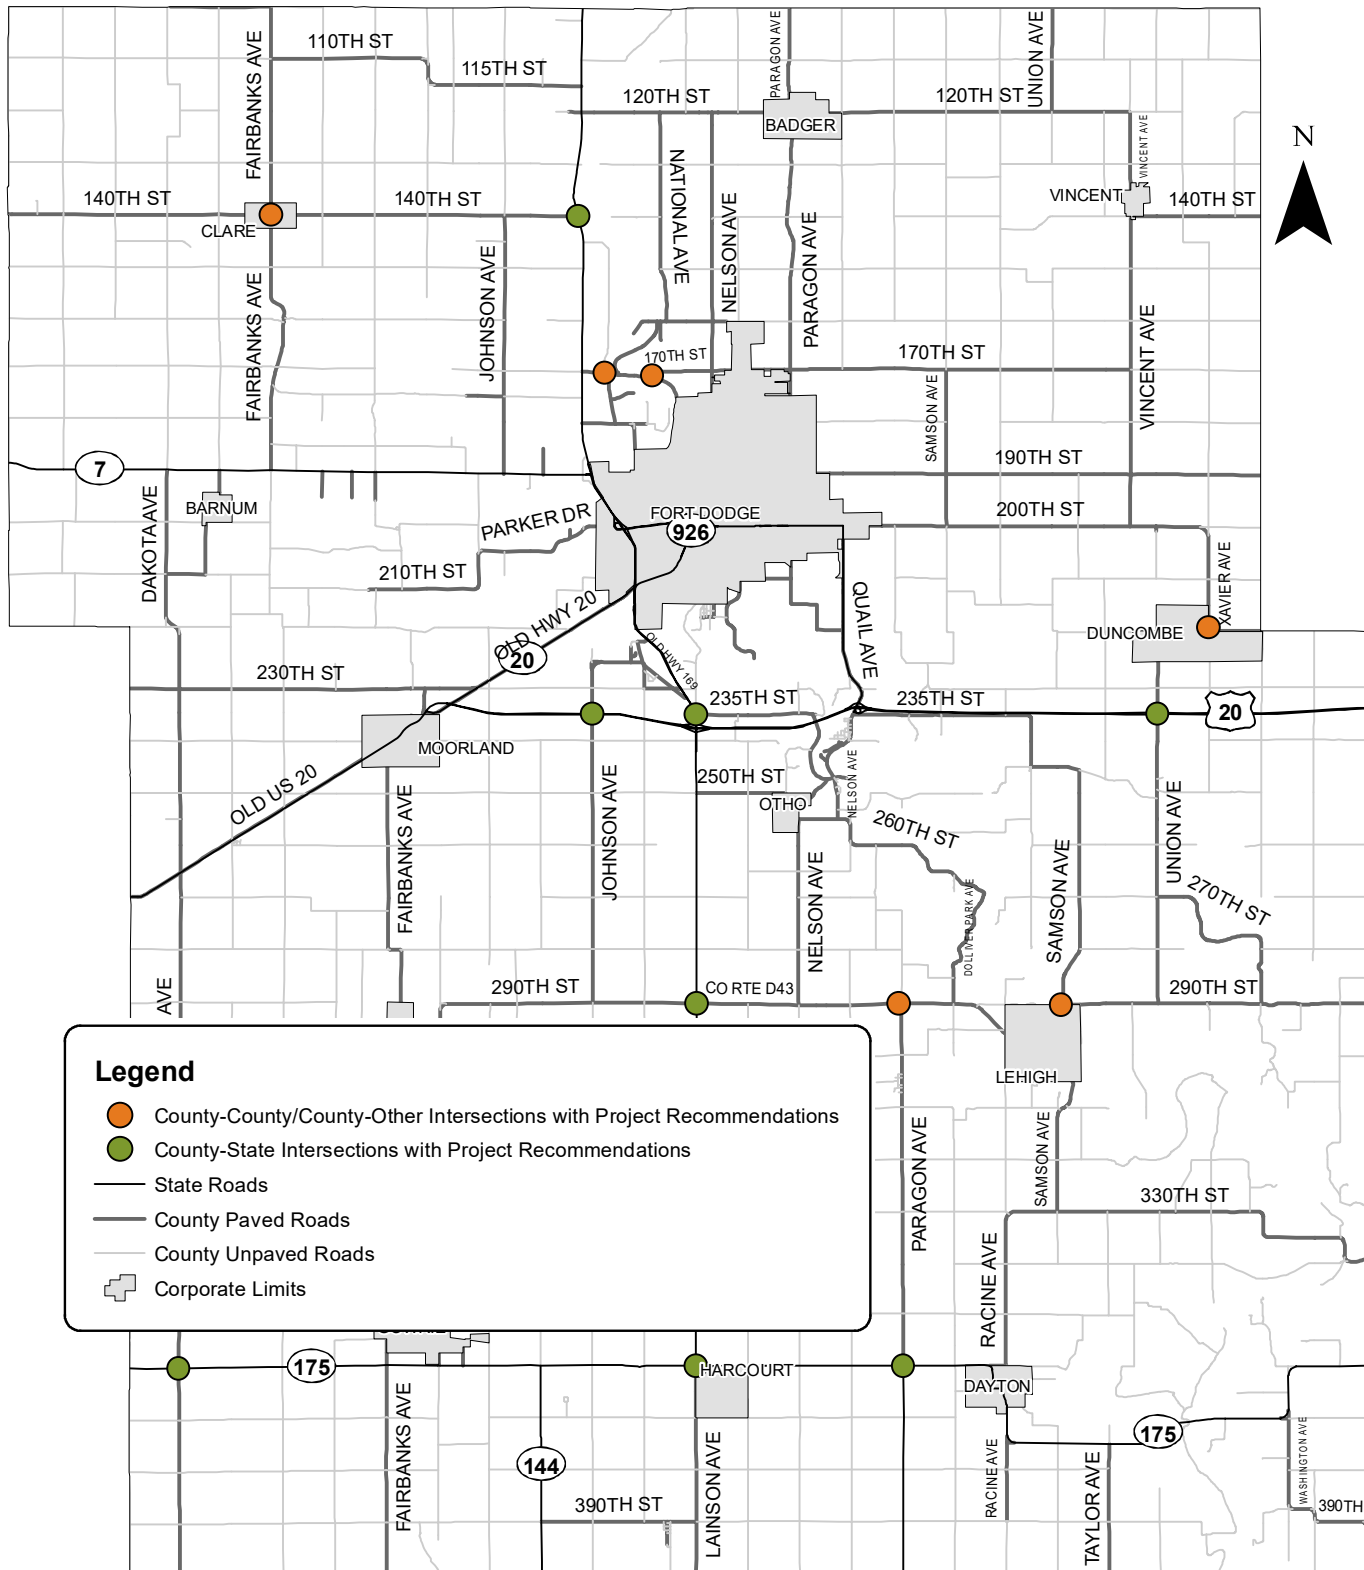 110TH ST
115TH ST
FAIRBANKS AVE
PARAGON AVE
UNION AVE
120TH ST
120TH ST
BADGER
N
NATIONAL AVE
NELSON AVE
PARAGON AVE
VINCENT AVE
VINCENT
140TH ST
140TH ST
140TH ST
CLARE
FAIRBANKS AVE
JOHNSON AVE
170TH ST
170TH ST
SAMSON AVE
VINCENT AVE
7
190TH ST
DAKOTA AVE
BARNUM
PARKER DR
FORT DODGE
926
200TH ST
210TH ST
XAVIER AVE
OLD HWY 20
20
OLD HWY 169
QUAIL AVE
DUNCOMBE
230TH ST
235TH ST
235TH ST
20
MOORLAND
OLD US 20
FAIRBANKS AVE
JOHNSON AVE
250TH ST
OTHO
NELSON AVE
260TH ST
NELSON AVE
DOLLIVER PARK AVE
SAMSON AVE
UNION AVE
270TH ST
AVE
290TH ST
CO RTE D43
290TH ST
LEHIGH
Legend
County-County/County-Other Intersections with Project Recommendations
County-State Intersections with Project Recommendations
State Roads
County Paved Roads
County Unpaved Roads
Corporate Limits
PARAGON AVE
SAMSON AVE
330TH ST
RACINE AVE
175
HARCOURT
DAYTON
FAIRBANKS AVE
144
390TH ST
LAINSON AVE
RACINE AVE
TAYLOR AVE
175
WASHINGTON AVE
390TH